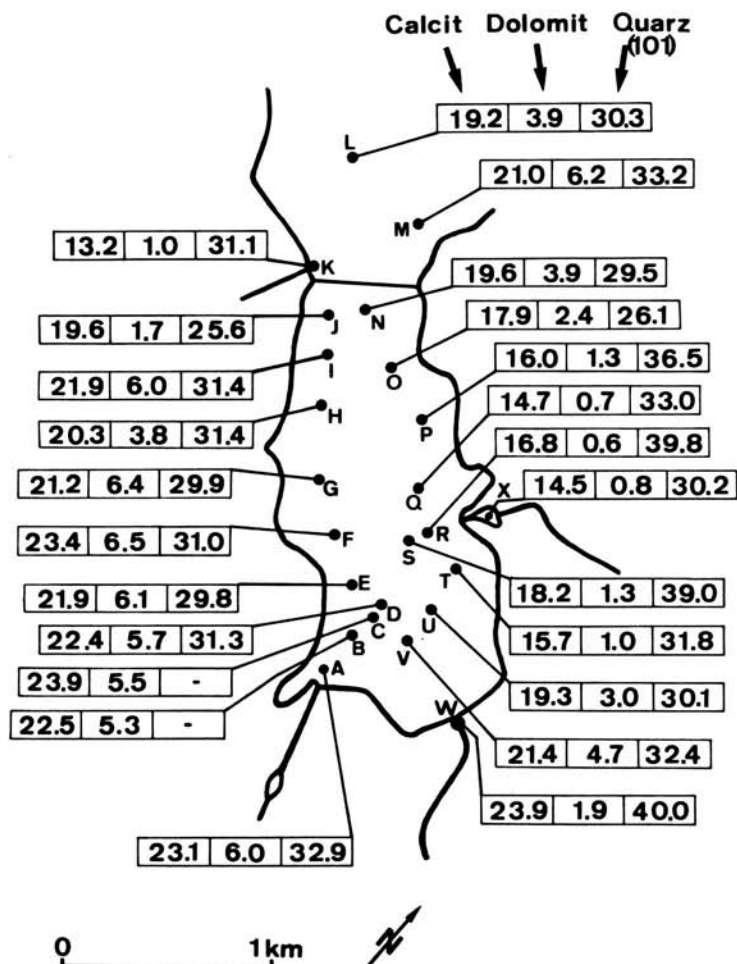 Calcit Dolomit Quarz
(101)
L 19.2 3.9 30.3
M 21.0 6.2 33.2
13.2 1.0 31.1 K
N 19.6 3.9 29.5
19.6 1.7 25.6 J
O 17.9 2.4 26.1
21.9 6.0 31.4 I
P 16.0 1.3 36.5
20.3 3.8 31.4 H
Q 14.7 0.7 33.0
R 16.8 0.6 39.8
21.2 6.4 29.9 G
X 14.5 0.8 30.2
23.4 6.5 31.0 F
S 18.2 1.3 39.0
21.9 6.1 29.8 E
T 15.7 1.0 31.8
22.4 5.7 31.3 D
23.9 5.5 - C
U 19.3 3.0 30.1
22.5 5.3 - B
V 21.4 4.7 32.4
W 23.9 1.9 40.0
23.1 6.0 32.9 A
0 1km N